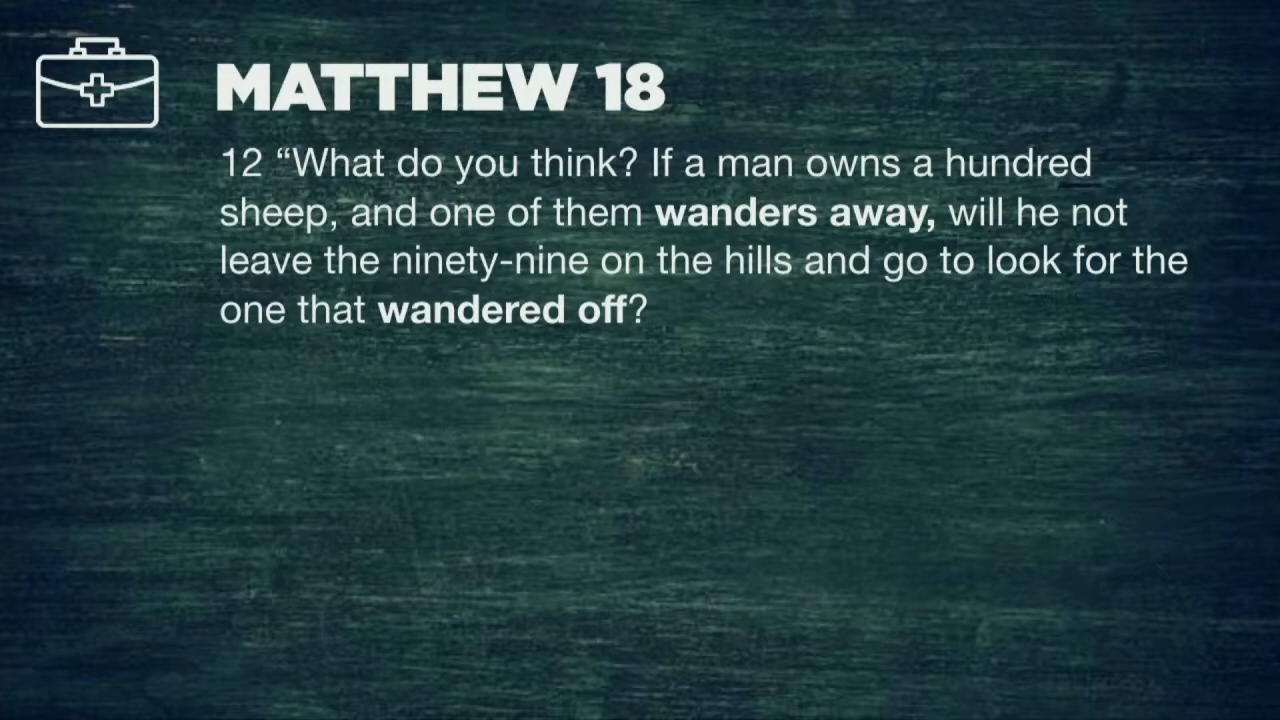 MATTHEW 18
12 “What do you think? If a man owns a hundred
sheep, and one of them wanders away, will he not
leave the ninety-nine on the hills and go to look for the
one that wandered off?